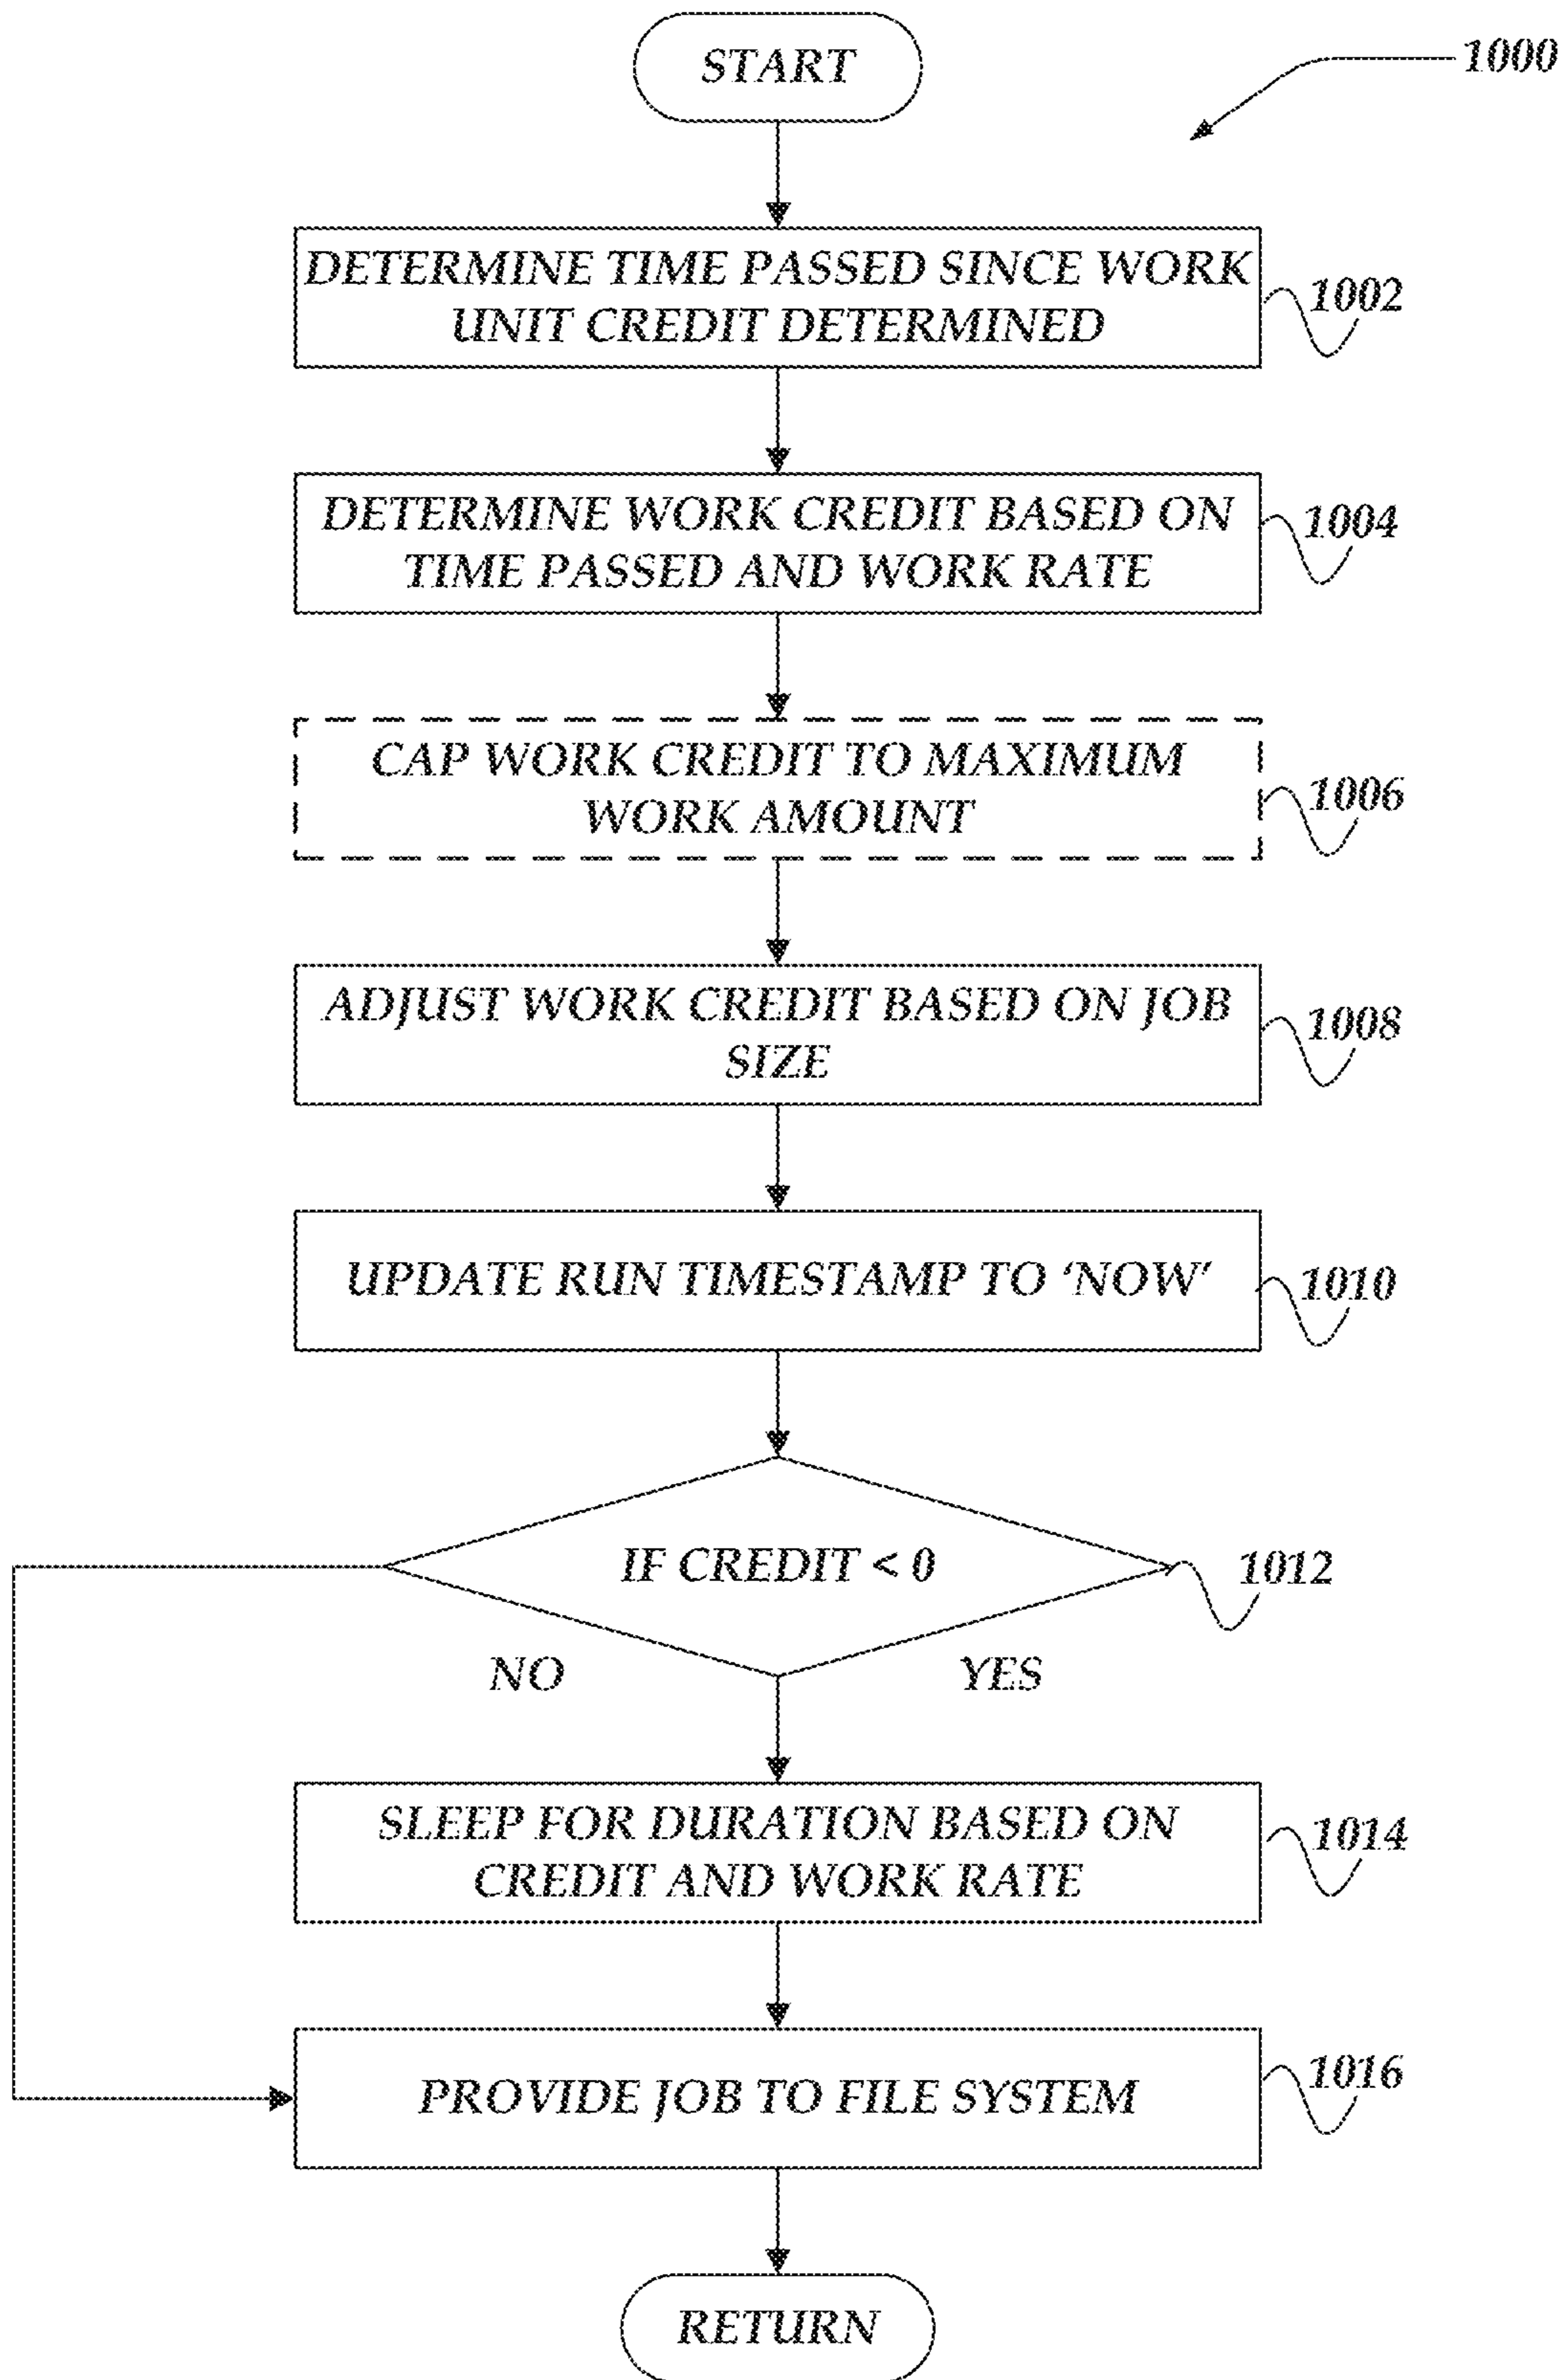 START
1000
DETERMINE TIME PASSED SINCE WORK
UNIT CREDIT DETERMINED
1002
DETERMINE WORK CREDIT BASED ON
TIME PASSED AND WORK RATE
1004
CAP WORK CREDIT TO MAXIMUM
WORK AMOUNT
1006
ADJUST WORK CREDIT BASED ON JOB
SIZE
1008
UPDATE RUN TIMESTAMP TO ‘NOW’
1010
IF CREDIT < 0
1012
NO
YES
SLEEP FOR DURATION BASED ON
CREDIT AND WORK RATE
1014
PROVIDE JOB TO FILE SYSTEM
1016
RETURN